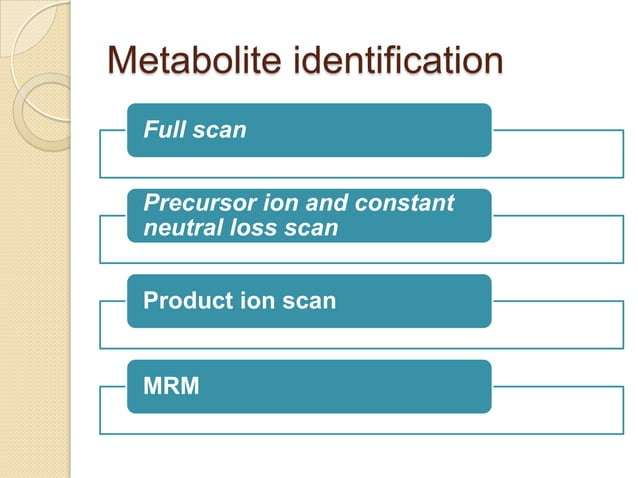 Metabolite identification
Full scan
Precursor ion and constant
neutral loss scan
Product ion scan
MRM